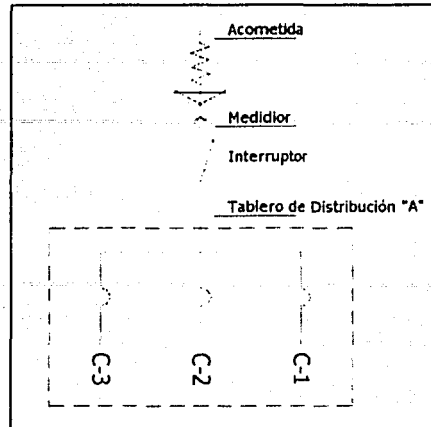 Acometida
Medidior
Interruptor
Tablero de Distribución "A"
C-3
C-2
C-1